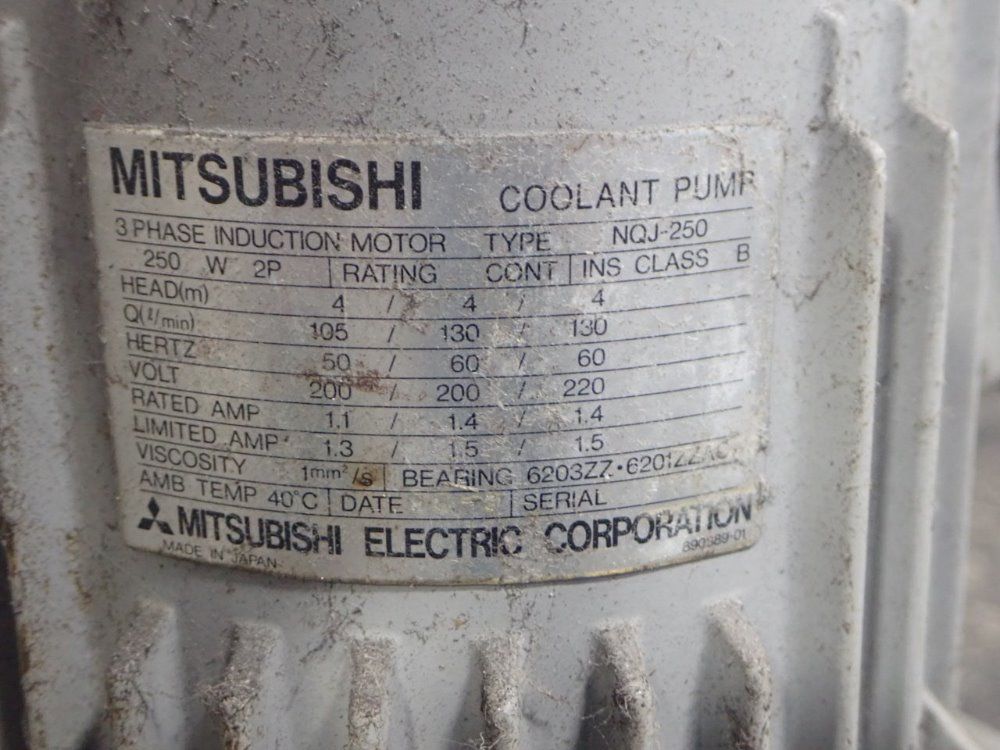 MITSUBISHI COOLANT PUMP
3 PHASE INDUCTION MOTOR TYPE NQJ-250
250 W 2P RATING CONT INS CLASS B
HEAD(m) 4 / 4 / 4
Q(ℓ/min) 105 / 130 / 130
HERTZ 50 / 60 / 60
VOLT 200 / 200 / 220
RATED AMP 1.1 / 1.4 / 1.4
LIMITED AMP 1.3 / 1.5 / 1.5
VISCOSITY 1mm²/s BEARING 6203ZZ・6201ZZAC
AMB TEMP 40°C DATE SERIAL
MITSUBISHI ELECTRIC CORPORATION
MADE IN JAPAN